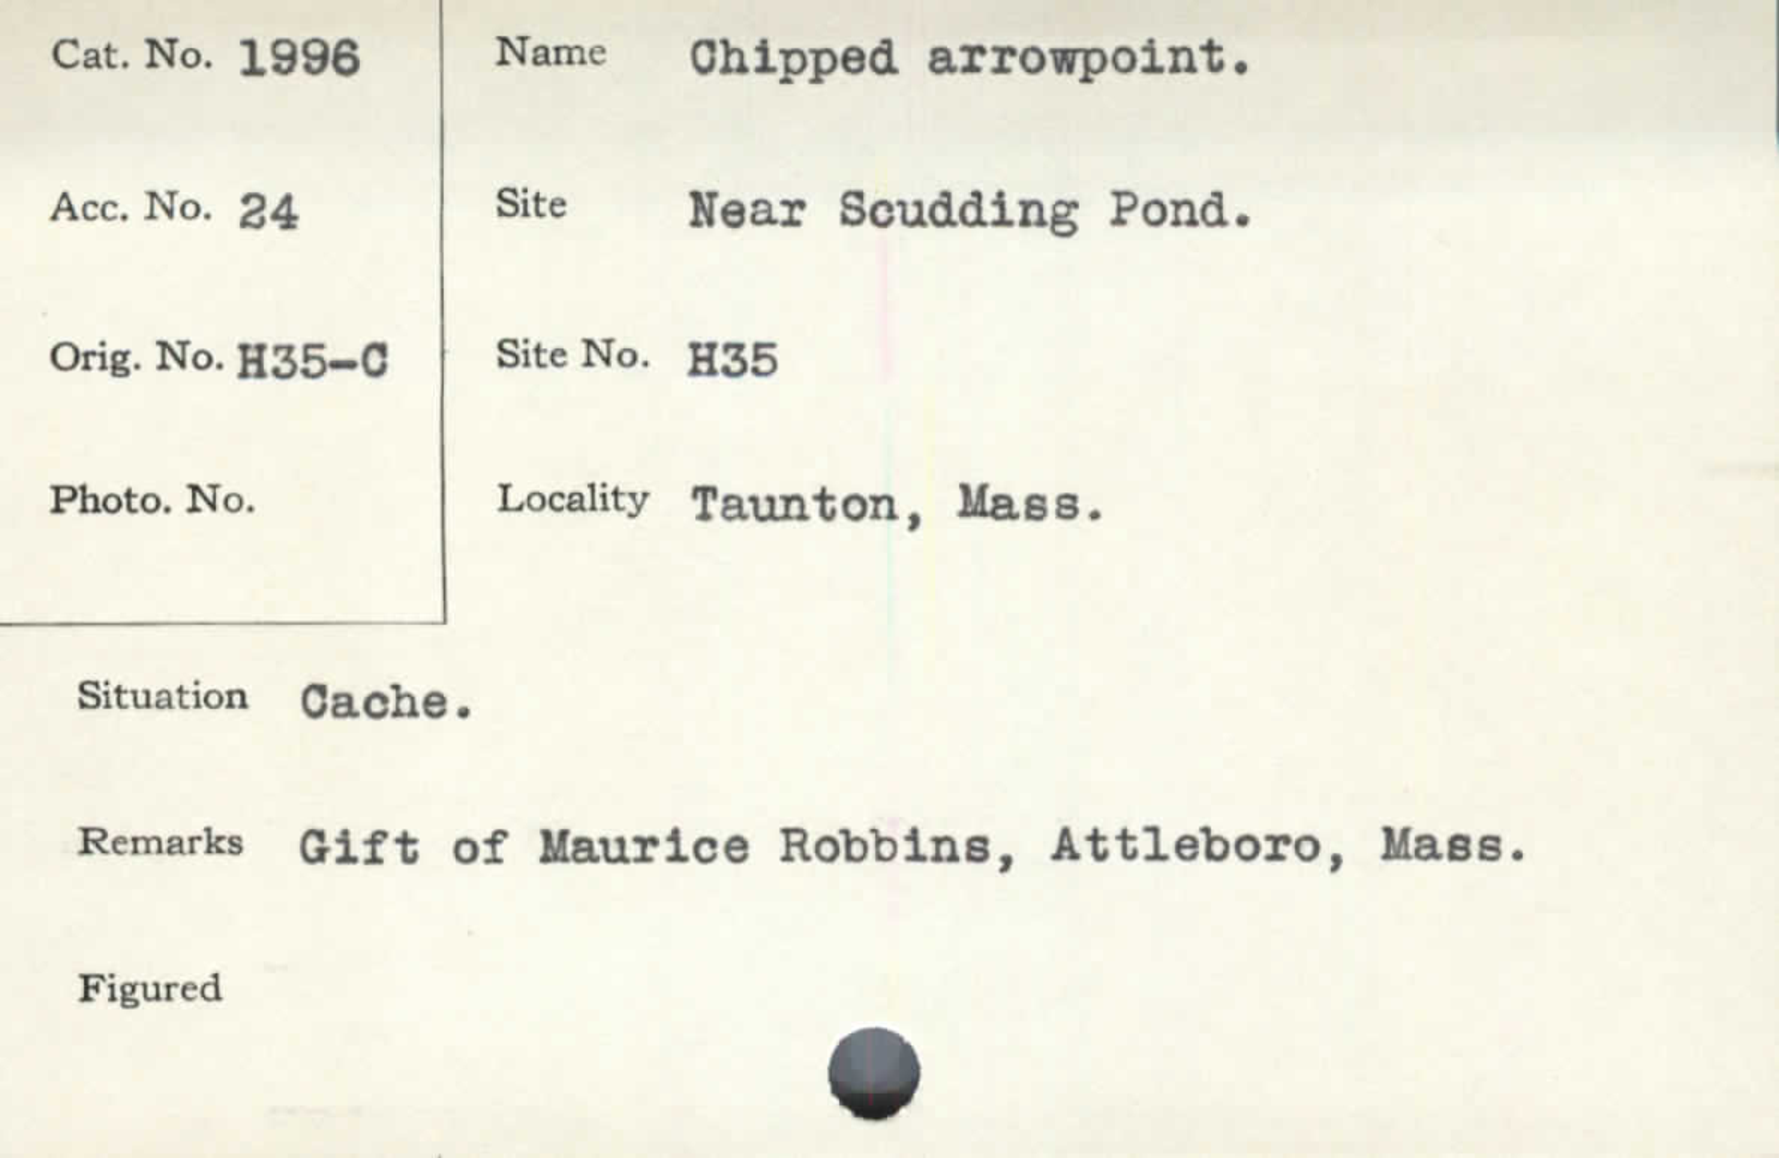 Cat. No. 1996
Name Chipped arrowpoint.
Acc. No. 24
Site Near Scudding Pond.
Orig. No. H35-C
Site No. H35
Photo. No.
Locality Taunton, Mass.
Situation Cache.
Remarks Gift of Maurice Robbins, Attleboro, Mass.
Figured